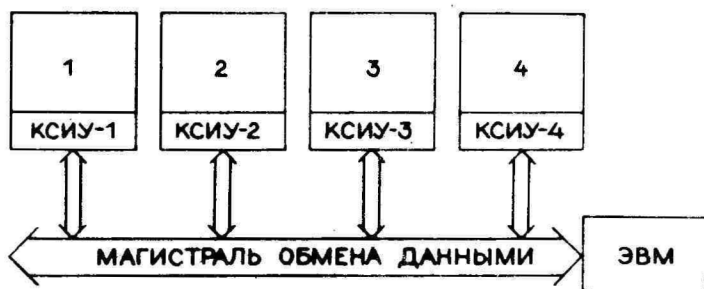 1 2 3 4
КСИУ-1 КСИУ-2 КСИУ-3 КСИУ-4
МАГИСТРАЛЬ ОБМЕНА ДАННЫМИ ЭВМ